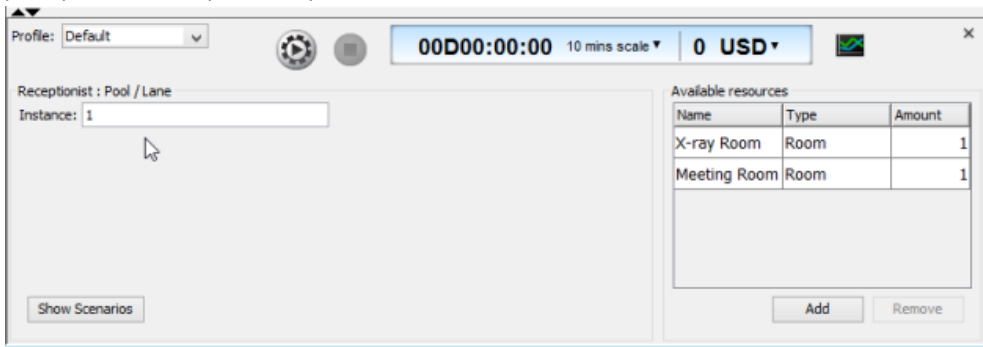 Profile: Default
00D00:00:00 10 mins scale 0 USD
Receptionist : Pool / Lane
Instance: 1
Available resources
Name Type Amount
X-ray Room Room 1
Meeting Room Room 1
Show Scenarios
Add Remove